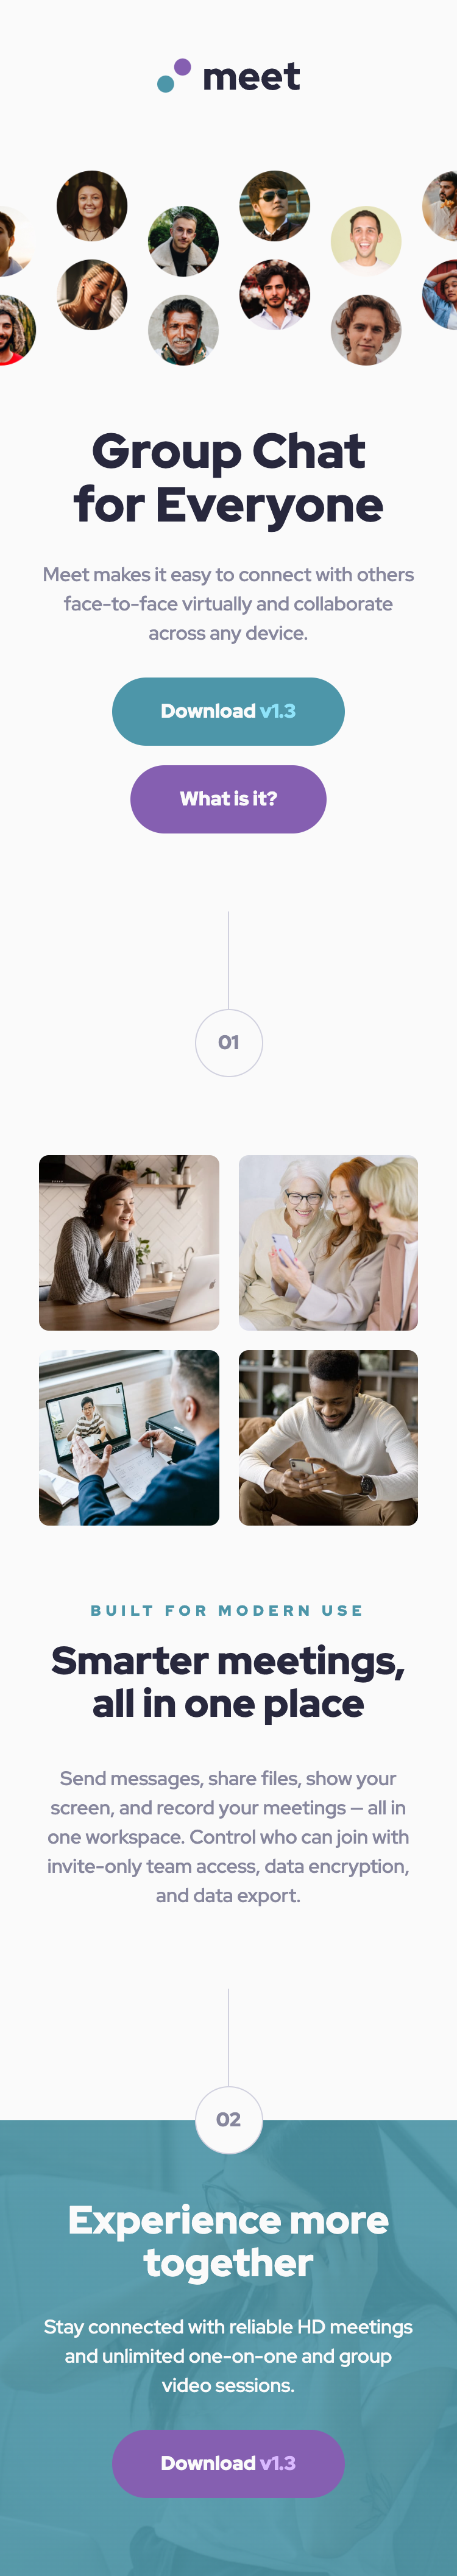 meet
Group Chat
for Everyone
Meet makes it easy to connect with others
face-to-face virtually and collaborate
across any device.
Download v1.3
What is it?
01
BUILT FOR MODERN USE
Smarter meetings,
all in one place
Send messages, share files, show your
screen, and record your meetings — all in
one workspace. Control who can join with
invite-only team access, data encryption,
and data export.
02
Experience more
together
Stay connected with reliable HD meetings
and unlimited one-on-one and group
video sessions.
Download v1.3